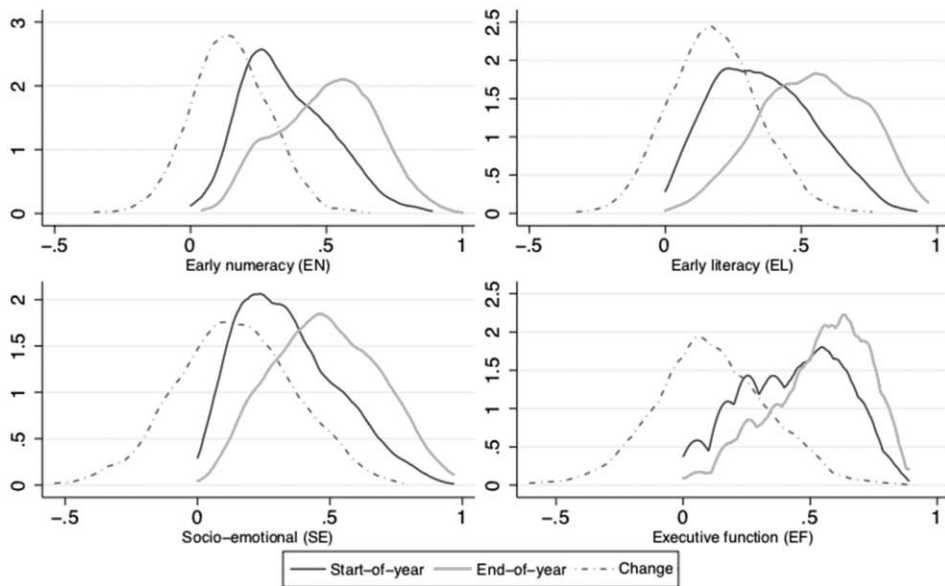 3
2
1
0
-.5 0 .5 1
Early numeracy (EN)
2.5
2
1.5
1
.5
0
-.5 0 .5 1
Early literacy (EL)
2
1.5
1
.5
0
-.5 0 .5 1
Socio-emotional (SE)
2.5
2
1.5
1
.5
0
-.5 0 .5 1
Executive function (EF)
Start-of-year End-of-year Change